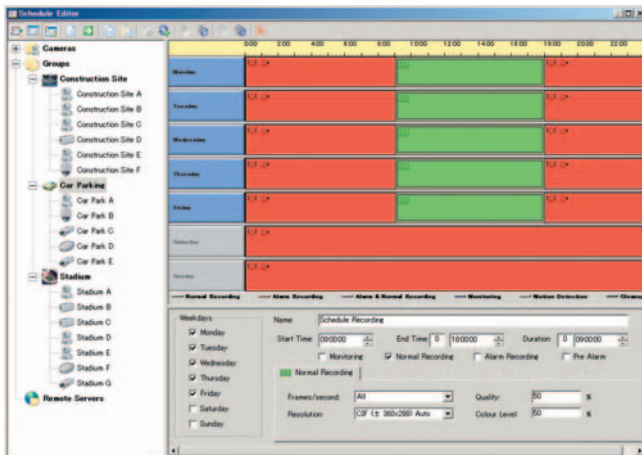 Schedule Editor
Cameras
Groups
Construction Site
Construction Site A
Construction Site B
Construction Site C
Construction Site D
Construction Site E
Construction Site F
Car Parking
Car Park A
Car Park B
Car Park C
Car Park D
Car Park E
Stadium
Stadium A
Stadium B
Stadium C
Stadium D
Stadium E
Stadium F
Stadium G
Remote Servers
0:00 2:00 4:00 6:00 8:00 10:00 12:00 14:00 16:00 18:00 20:00 22:00
Monday
Tuesday
Wednesday
Thursday
Friday
Saturday
Sunday
Normal Recording Alarm Recording Alarm & Normal Recording Monitoring Motion Detection
Weekdays
Monday
Tuesday
Wednesday
Thursday
Friday
Saturday
Sunday
Name Schedule Recording
Start Time 09:00:00 End Time 0 18:00:00 Duration 0 09:00:00
Monitoring Normal Recording Alarm Recording Pre Alarm
Normal Recording
Frames/second: All Quality: 50 %
Resolution: CIF (± 360x288) Auto Colour Level: 50 %